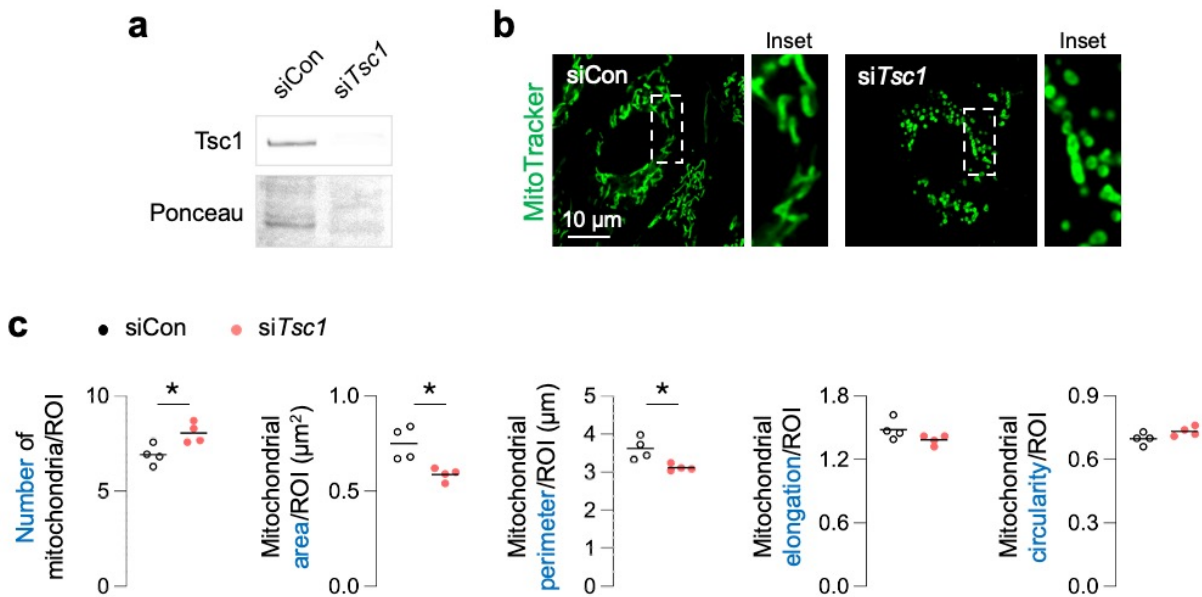 a
siCon
siTsc1
Tsc1
Ponceau
b
MitoTracker
siCon
10 µm
Inset
siTsc1
Inset
c
siCon
siTsc1
Number of
mitochondria/ROI
10
5
0
*
Mitochondrial
area/ROI (µm²)
1.0
0.5
0.0
*
Mitochondrial
perimeter/ROI (µm)
5
4
3
2
1
0
*
Mitochondrial
elongation/ROI
1.8
1.2
0.6
0.0
Mitochondrial
circularity/ROI
0.9
0.6
0.3
0.0